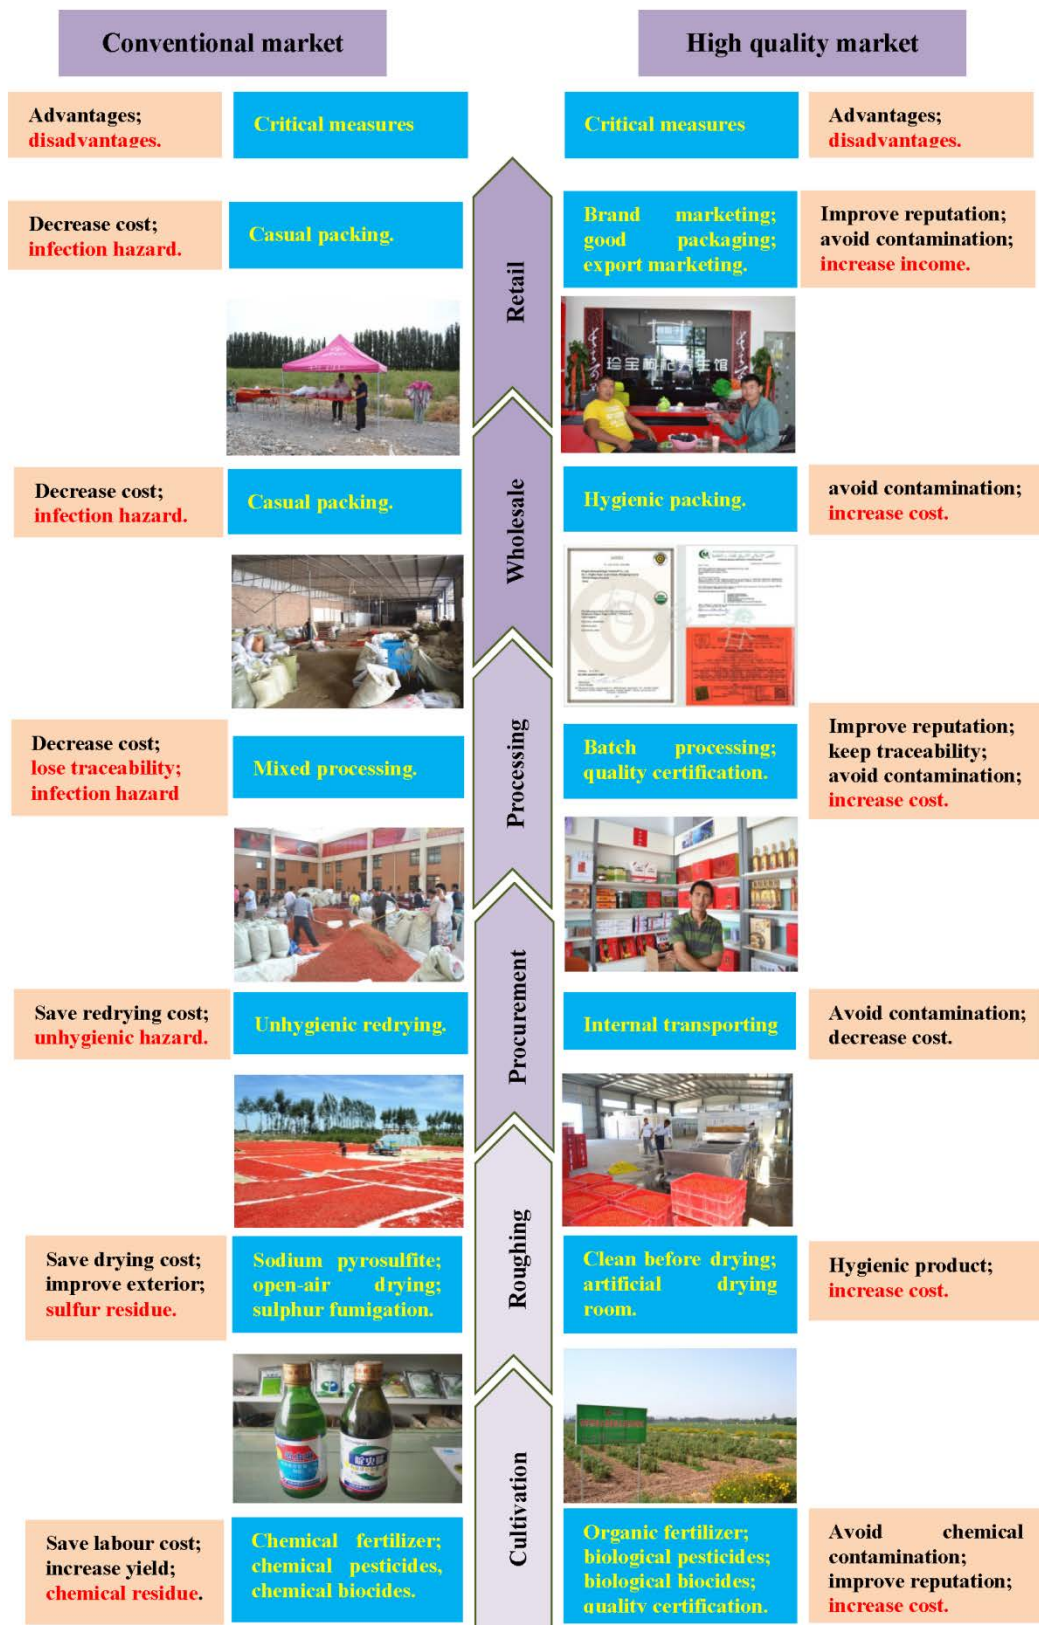 Conventional market
High quality market
Advantages;
disadvantages.
Critical measures
Critical measures
Advantages;
disadvantages.
Decrease cost;
infection hazard.
Casual packing.
Retail
Brand marketing;
good packaging;
export marketing.
Improve reputation;
avoid contamination;
increase income.
珍宝枸杞养生馆
Decrease cost;
infection hazard.
Casual packing.
Wholesale
Hygienic packing.
avoid contamination;
increase cost.
Decrease cost;
lose traceability;
infection hazard
Mixed processing.
Processing
Batch processing;
quality certification.
Improve reputation;
keep traceability;
avoid contamination;
increase cost.
Save redrying cost;
unhygienic hazard.
Unhygienic redrying.
Procurement
Internal transporting
Avoid contamination;
decrease cost.
Save drying cost;
improve exterior;
sulfur residue.
Sodium pyrosulfite;
open-air drying;
sulphur fumigation.
Roughing
Clean before drying;
artificial drying
room.
Hygienic product;
increase cost.
Save labour cost;
increase yield;
chemical residue.
Chemical fertilizer;
chemical pesticides,
chemical biocides.
Cultivation
Organic fertilizer;
biological pesticides;
biological biocides;
quality certification.
Avoid chemical
contamination;
improve reputation;
increase cost.